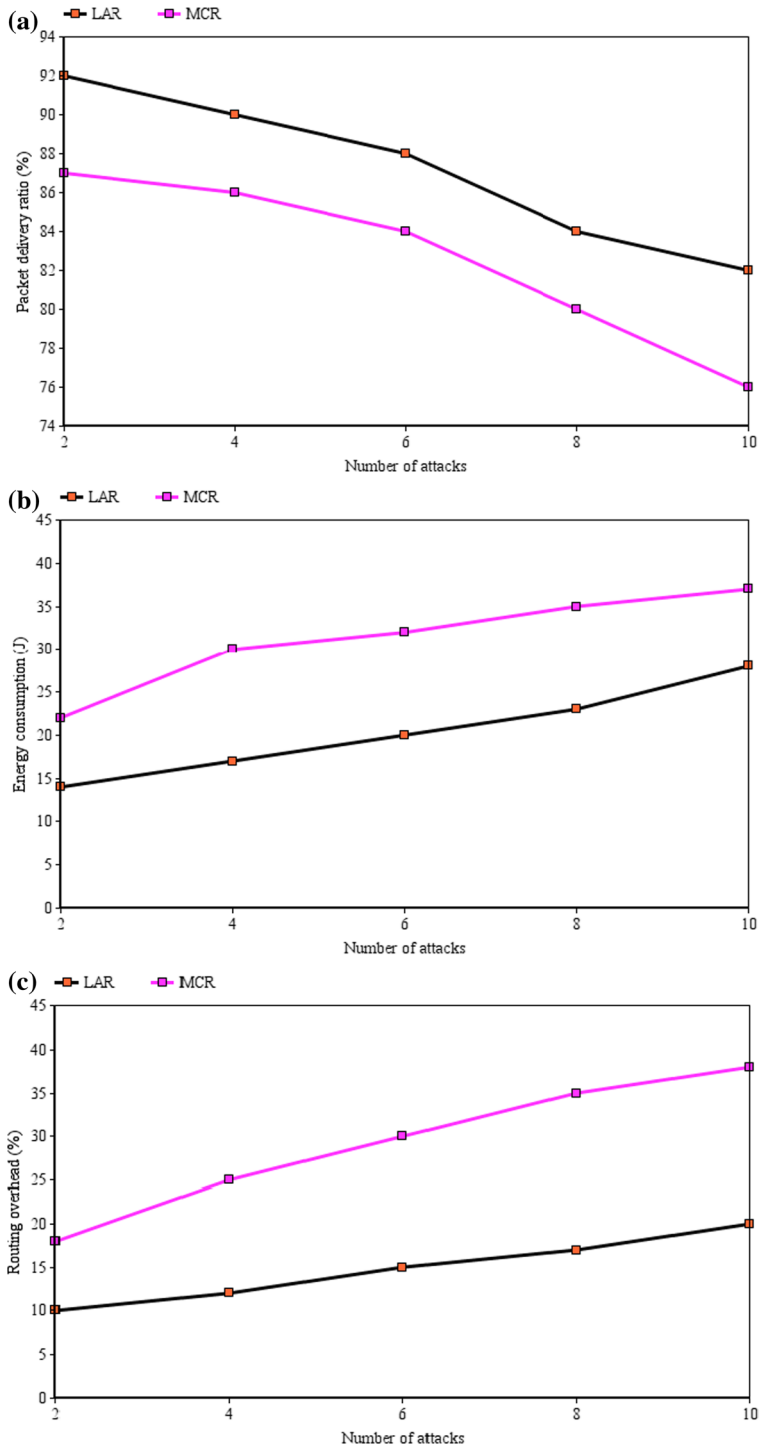 (a)
LAR MCR
94
92
90
88
86
84
82
80
78
76
74
Packet delivery ratio (%)
2 4 6 8 10
Number of attacks
(b)
LAR MCR
45
40
35
30
25
20
15
10
5
0
Energy consumption (J)
2 4 6 8 10
Number of attacks
(c)
LAR MCR
45
40
35
30
25
20
15
10
5
0
Routing overhead (%)
2 4 6 8 10
Number of attacks